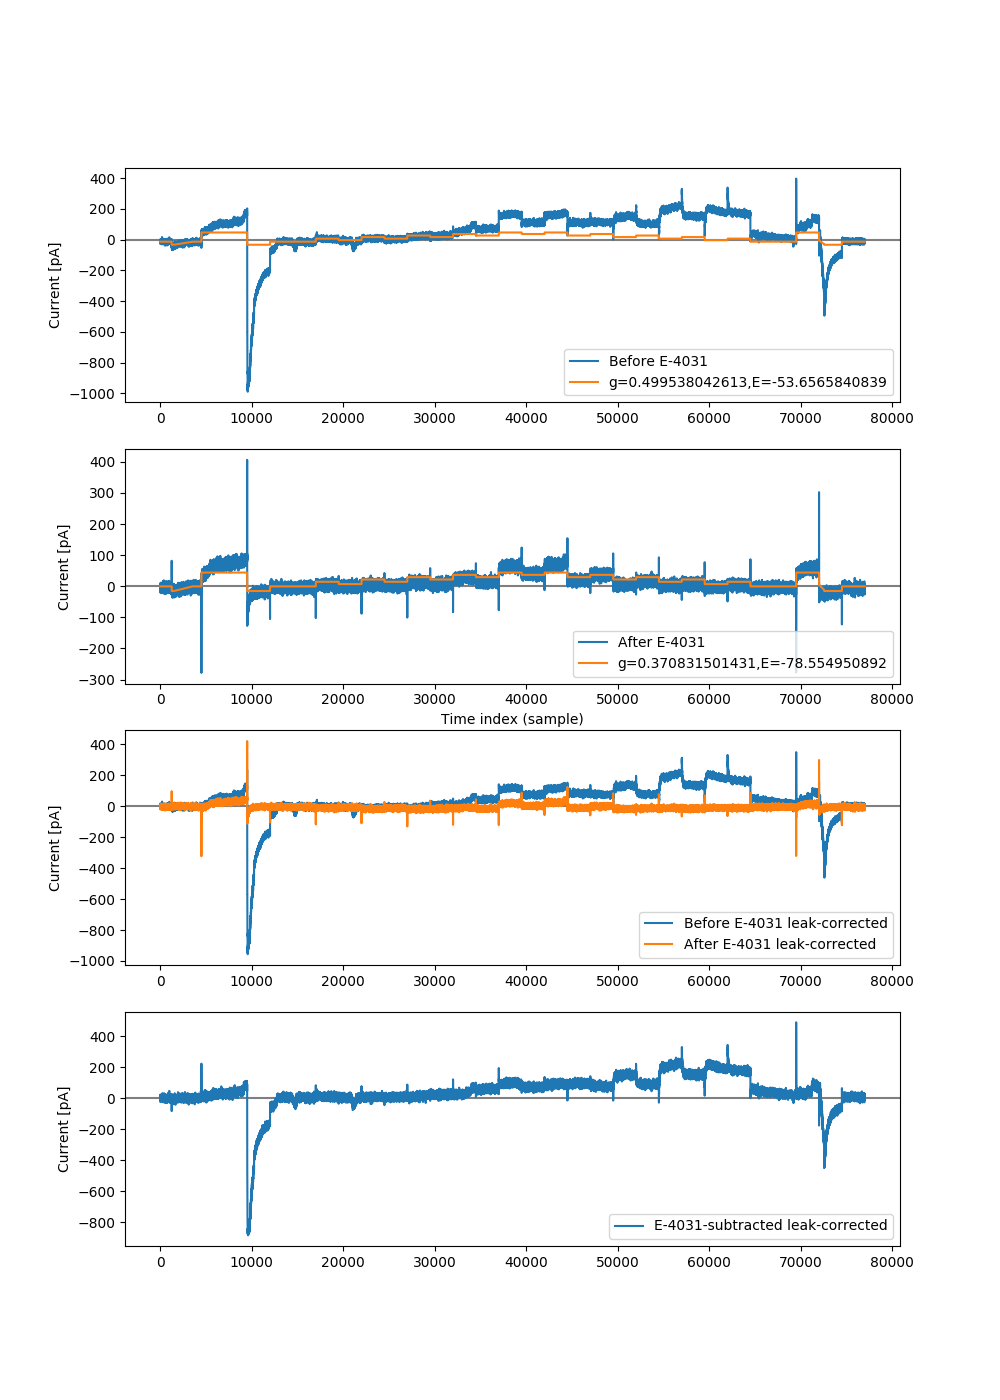 400
200
0
−200
−400
−600
−800
−1000
Current [pA]
Before E-4031
g=0.499538042613,E=-53.6565840839
0 10000 20000 30000 40000 50000 60000 70000 80000
400
300
200
100
0
−100
−200
−300
Current [pA]
After E-4031
g=0.370831501431,E=-78.554950892
0 10000 20000 30000 40000 50000 60000 70000 80000
Time index (sample)
400
200
0
−200
−400
−600
−800
−1000
Current [pA]
Before E-4031 leak-corrected
After E-4031 leak-corrected
0 10000 20000 30000 40000 50000 60000 70000 80000
400
200
0
−200
−400
−600
−800
Current [pA]
E-4031-subtracted leak-corrected
0 10000 20000 30000 40000 50000 60000 70000 80000